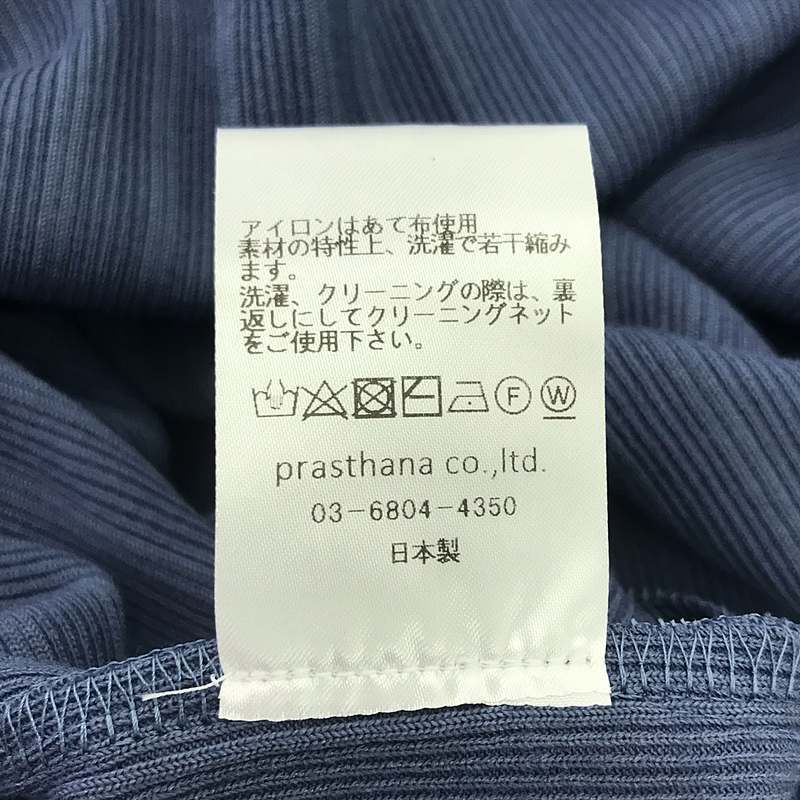 アイロンはあて布使用
素材の特性上、洗濯で若干縮み
ます。
洗濯、クリーニングの際は、裏
返しにしてクリーニングネット
をご使用下さい。
F W
prasthana co.,ltd.
03-6804-4350
日本製